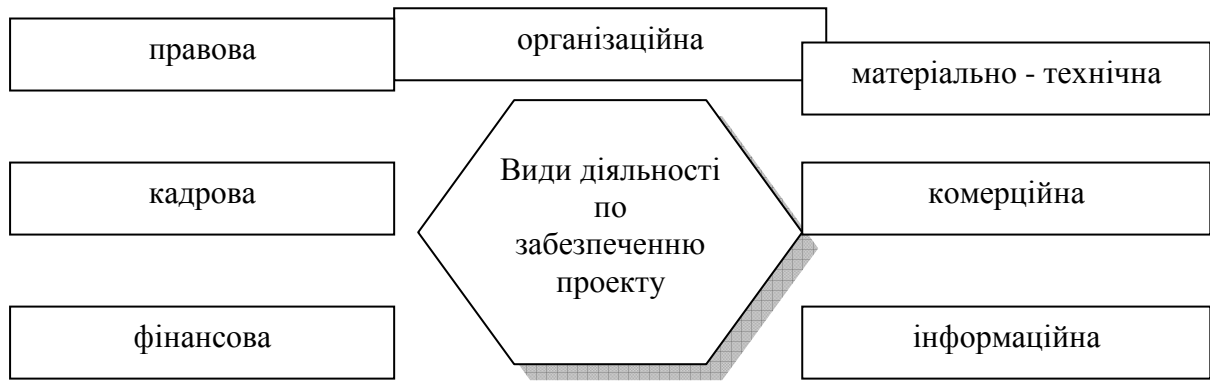 правова
організаційна
матеріально - технічна
кадрова
Види діяльності
по
забезпеченню
проекту
комерційна
фінансова
інформаційна